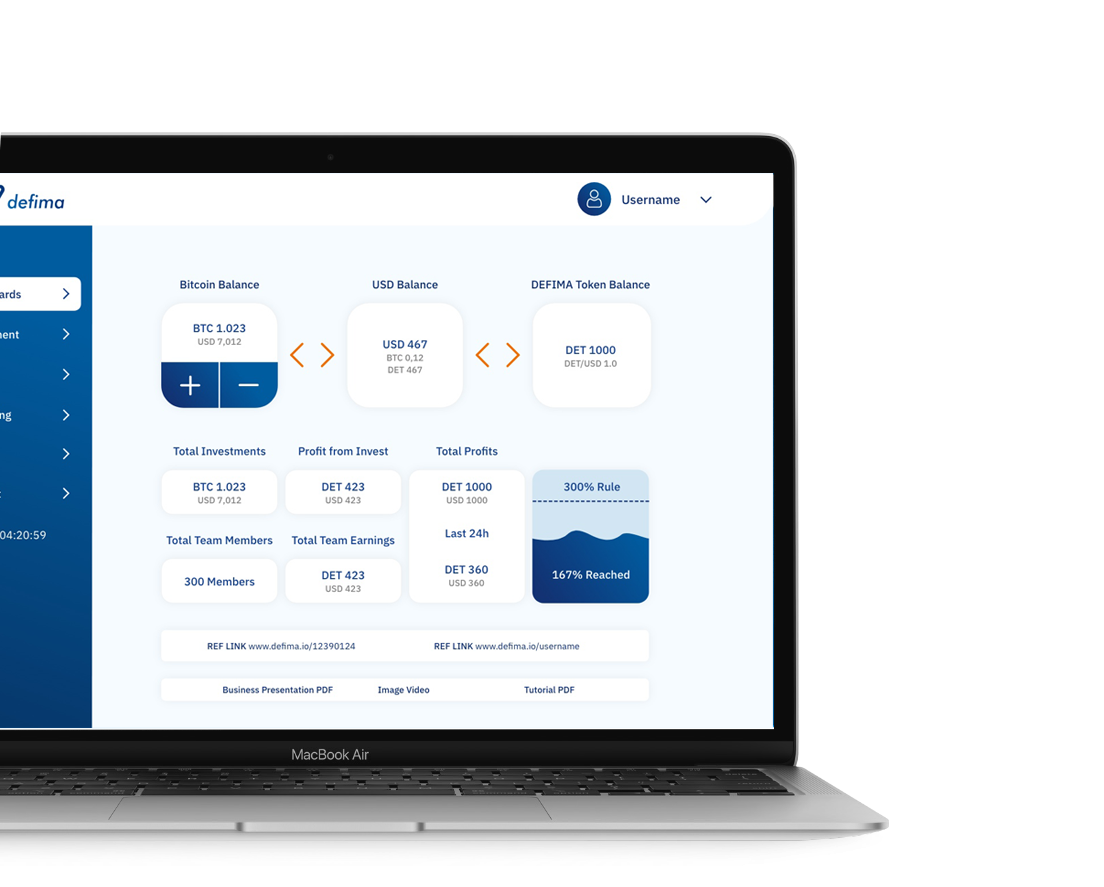 defima
Username
ards
ent
ng
04:20:59
Bitcoin Balance
USD Balance
DEFIMA Token Balance
BTC 1.023
USD 7,012
USD 467
BTC 0,12
DET 467
DET 1000
DET/USD 1.0
Total Investments
Profit from Invest
Total Profits
BTC 1.023
USD 7,012
DET 423
USD 423
DET 1000
USD 1000
300% Rule
Last 24h
Total Team Members
Total Team Earnings
300 Members
DET 423
USD 423
DET 360
USD 360
167% Reached
REF LINK www.defima.io/12390124
REF LINK www.defima.io/username
Business Presentation PDF
Image Video
Tutorial PDF
MacBook Air